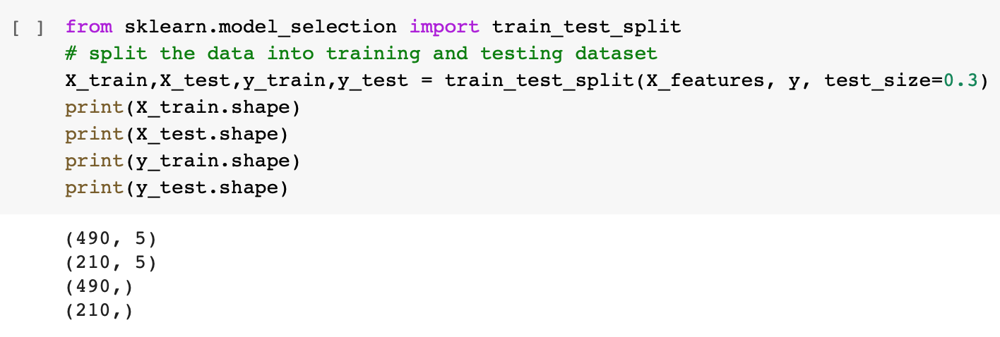 [ ] from sklearn.model_selection import train_test_split
# split the data into training and testing dataset
X_train,X_test,y_train,y_test = train_test_split(X_features, y, test_size=0.3)
print(X_train.shape)
print(X_test.shape)
print(y_train.shape)
print(y_test.shape)
(490, 5)
(210, 5)
(490,)
(210,)